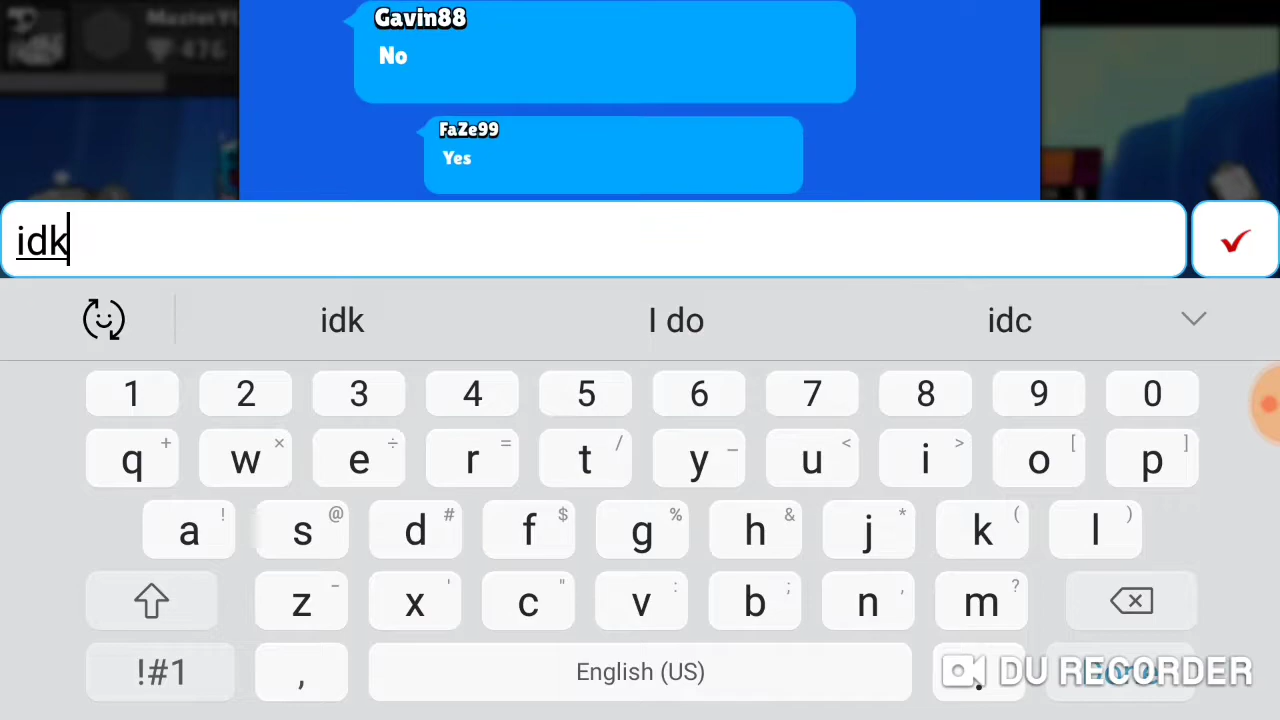 476
Gavin88
No
FaZe99
Yes
idk
idk I do idc
1 2 3 4 5 6 7 8 9 0
q + w × e ÷ r = t / y _ u < i > o [ p ]
a ! s @ d # f $ g % h & j * k ( l )
z - x ' c " v : b ; n , m ?
!#1 , English (US) . DU RECORDER